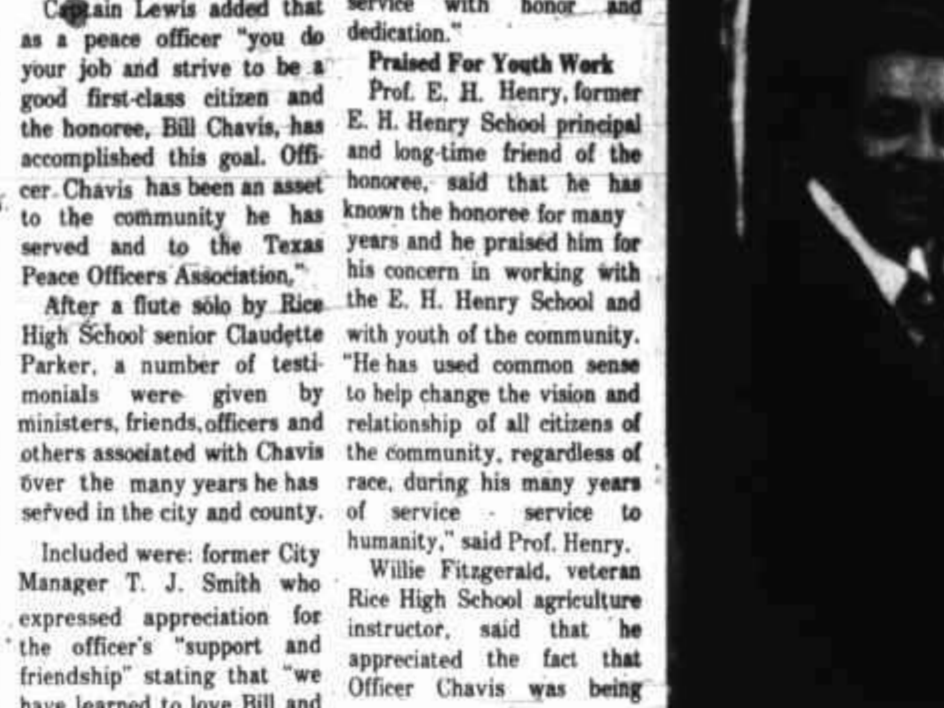 Captain Lewis added that
as a peace officer "you do
your job and strive to be a
good first-class citizen and
the honoree, Bill Chavis, has
accomplished this goal. Offi-
cer Chavis has been an asset
to the community he has
served and to the Texas
Peace Officers Association,"
After a flute solo by Rice
High School senior Claudette
Parker, a number of testi-
monials were given by
ministers, friends, officers and
others associated with Chavis
over the many years he has
served in the city and county.
Included were: former City
Manager T. J. Smith who
expressed appreciation for
the officer's "support and
friendship" stating that "we
have learned to love Bill and
service with honor and
dedication."
Praised For Youth Work
Prof. E. H. Henry, former
E. H. Henry School principal
and long-time friend of the
honoree, said that he has
known the honoree for many
years and he praised him for
his concern in working with
the E. H. Henry School and
with youth of the community.
"He has used common sense
to help change the vision and
relationship of all citizens of
the community, regardless of
race, during his many years
of service - service to
humanity," said Prof. Henry.
Willie Fitzgerald, veteran
Rice High School agriculture
instructor, said that he
appreciated the fact that
Officer Chavis was being